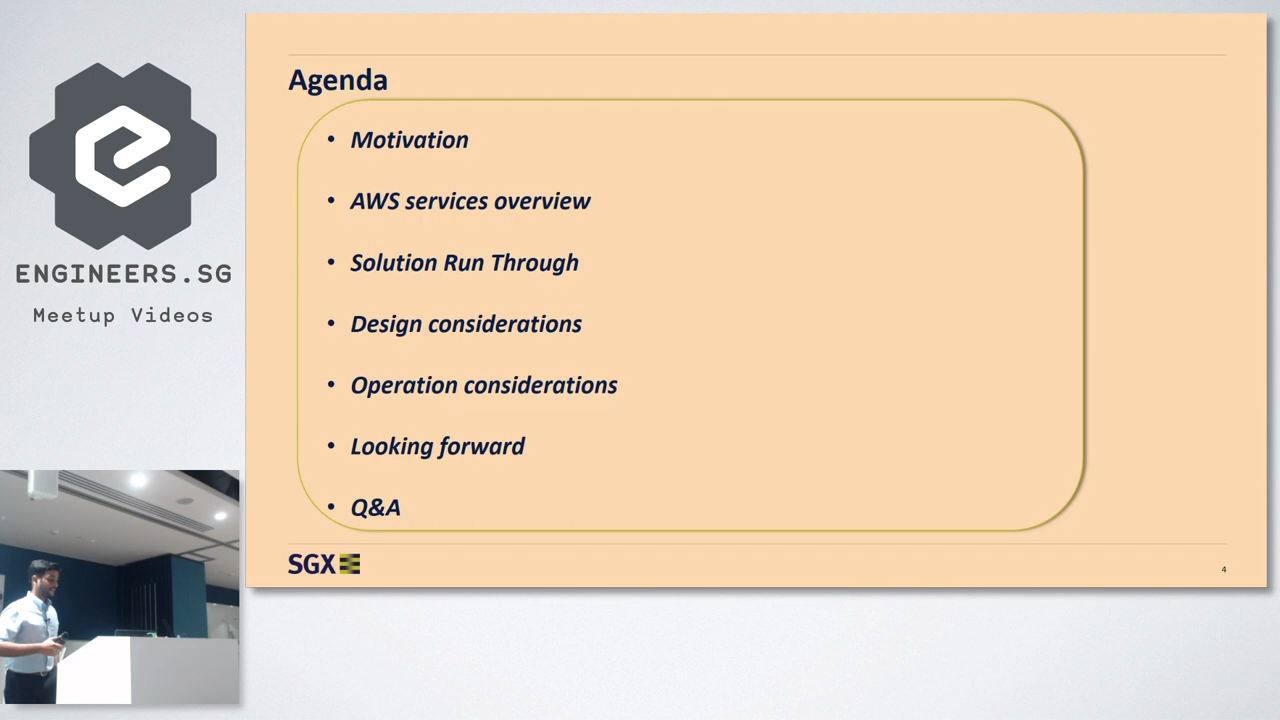 ENGINEERS.SG
Meetup Videos
Agenda
• Motivation
• AWS services overview
• Solution Run Through
• Design considerations
• Operation considerations
• Looking forward
• Q&A
SGX
4